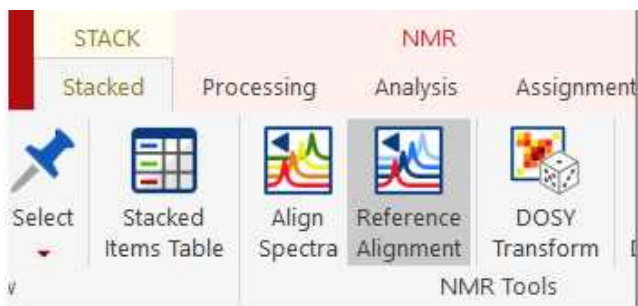 STACK NMR
Stacked Processing Analysis Assignment
Select Stacked Items Table Align Spectra Reference Alignment DOSY Transform
NMR Tools